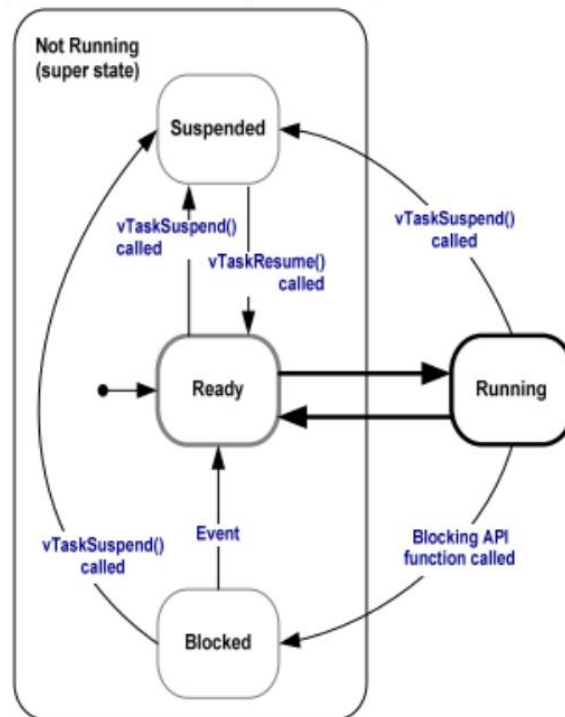 Not Running
(super state)
Suspended
vTaskSuspend()
called
vTaskResume()
called
vTaskSuspend()
called
Ready
Running
Event
vTaskSuspend()
called
Blocking API
function called
Blocked